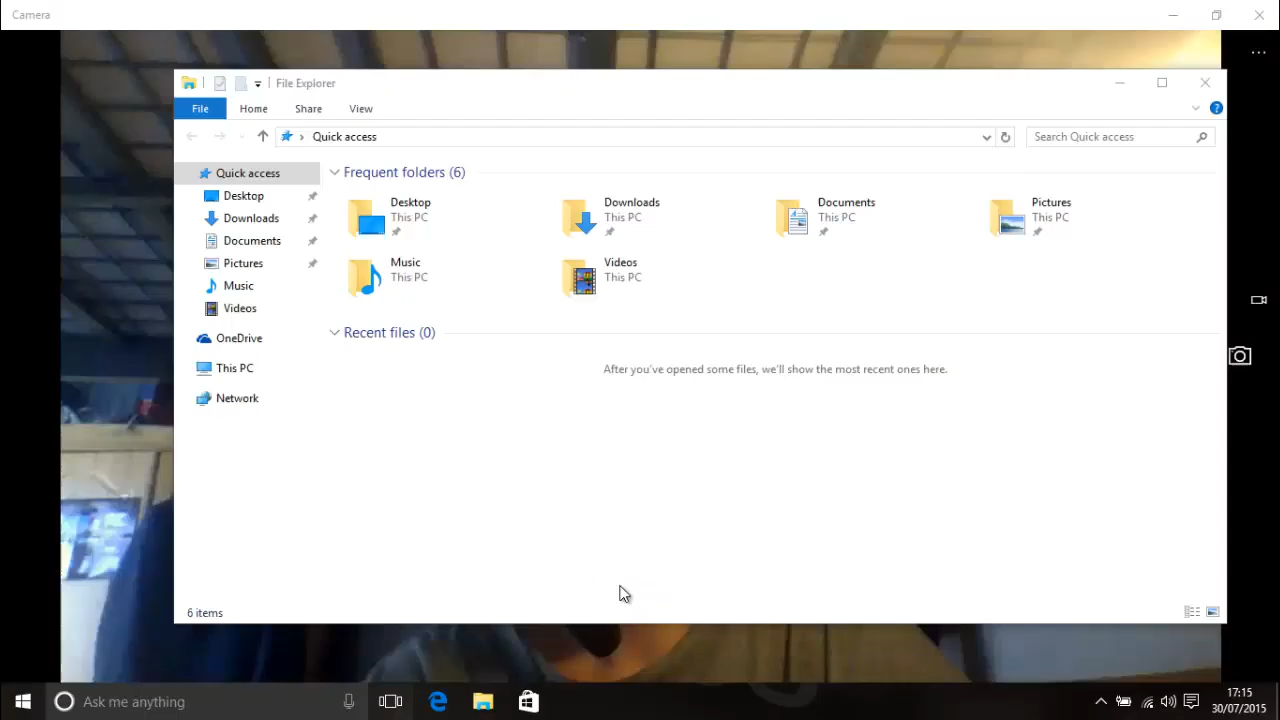 Camera
File Explorer
File Home Share View
Quick access
Search Quick access
Quick access
Desktop
Downloads
Documents
Pictures
Music
Videos
OneDrive
This PC
Network
Frequent folders (6)
Desktop
This PC
Downloads
This PC
Documents
This PC
Pictures
This PC
Music
This PC
Videos
This PC
Recent files (0)
After you've opened some files, we'll show the most recent ones here.
6 items
Ask me anything
17:15
30/07/2015